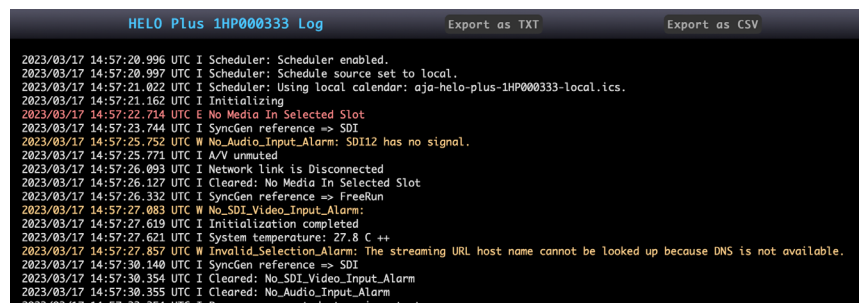 HELO Plus 1HP000333 Log
Export as TXT
Export as CSV
2023/03/17 14:57:20.996 UTC I Scheduler: Scheduler enabled.
2023/03/17 14:57:20.997 UTC I Scheduler: Schedule source set to local.
2023/03/17 14:57:21.022 UTC I Scheduler: Using local calendar: aja-helo-plus-1HP000333-local.ics.
2023/03/17 14:57:21.162 UTC I Initializing
2023/03/17 14:57:22.714 UTC E No Media In Selected Slot
2023/03/17 14:57:23.744 UTC I SyncGen reference => SDI
2023/03/17 14:57:25.752 UTC W No_Audio_Input_Alarm: SDI12 has no signal.
2023/03/17 14:57:25.771 UTC I A/V unmuted
2023/03/17 14:57:26.093 UTC I Network link is Disconnected
2023/03/17 14:57:26.127 UTC I Cleared: No Media In Selected Slot
2023/03/17 14:57:26.332 UTC I SyncGen reference => FreeRun
2023/03/17 14:57:27.083 UTC W No_SDI_Video_Input_Alarm:
2023/03/17 14:57:27.619 UTC I Initialization completed
2023/03/17 14:57:27.621 UTC I System temperature: 27.8 C ++
2023/03/17 14:57:27.857 UTC W Invalid_Selection_Alarm: The streaming URL host name cannot be looked up because DNS is not available.
2023/03/17 14:57:30.140 UTC I SyncGen reference => SDI
2023/03/17 14:57:30.354 UTC I Cleared: No_SDI_Video_Input_Alarm
2023/03/17 14:57:30.355 UTC I Cleared: No_Audio_Input_Alarm